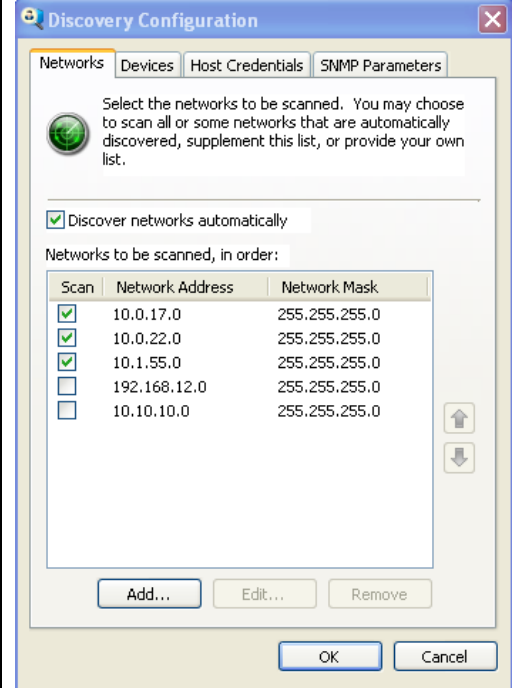 Discovery Configuration
Networks Devices Host Credentials SNMP Parameters
Select the networks to be scanned. You may choose
to scan all or some networks that are automatically
discovered, supplement this list, or provide your own
list.
Discover networks automatically
Networks to be scanned, in order:
Scan Network Address Network Mask
10.0.17.0 255.255.255.0
10.0.22.0 255.255.255.0
10.1.55.0 255.255.255.0
192.168.12.0 255.255.255.0
10.10.10.0 255.255.255.0
Add... Edit... Remove
OK Cancel